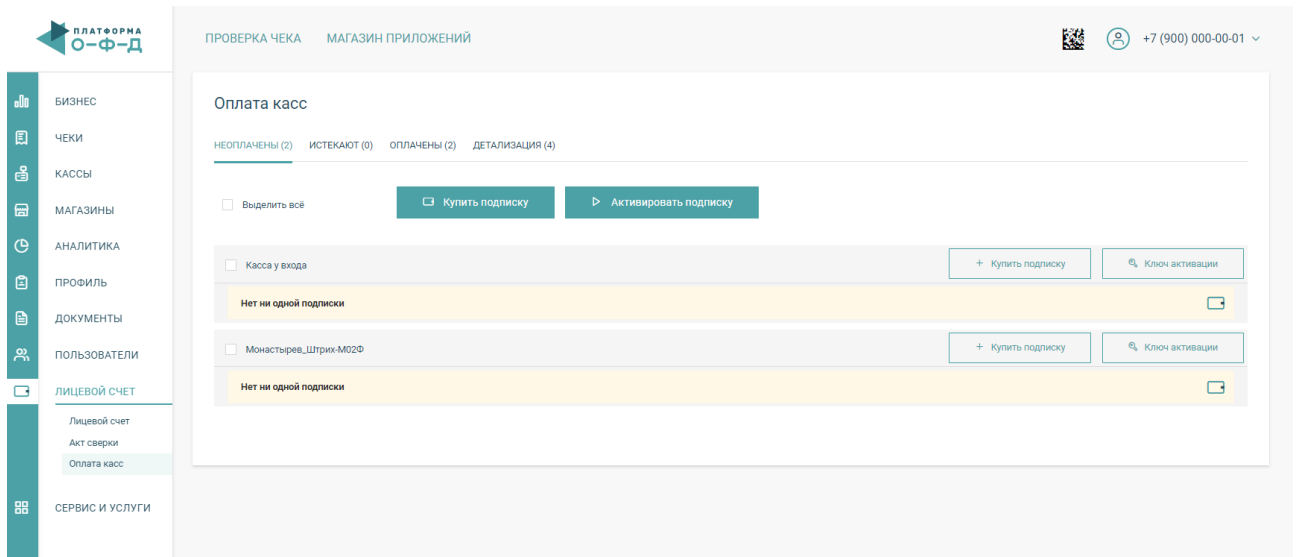 ПЛАТФОРМА
О-Ф-Д
ПРОВЕРКА ЧЕКА МАГАЗИН ПРИЛОЖЕНИЙ
+7 (900) 000-00-01
БИЗНЕС
ЧЕКИ
КАССЫ
МАГАЗИНЫ
АНАЛИТИКА
ПРОФИЛЬ
ДОКУМЕНТЫ
ПОЛЬЗОВАТЕЛИ
ЛИЦЕВОЙ СЧЕТ
Лицевой счет
Акт сверки
Оплата касс
СЕРВИС И УСЛУГИ
Оплата касс
НЕОПЛАЧЕНЫ (2) ИСТЕКАЮТ (0) ОПЛАЧЕНЫ (2) ДЕТАЛИЗАЦИЯ (4)
Выделить всё Купить подписку Активировать подписку
Касса у входа + Купить подписку Ключ активации
Нет ни одной подписки
Монастырев_Штрих-М02Ф + Купить подписку Ключ активации
Нет ни одной подписки